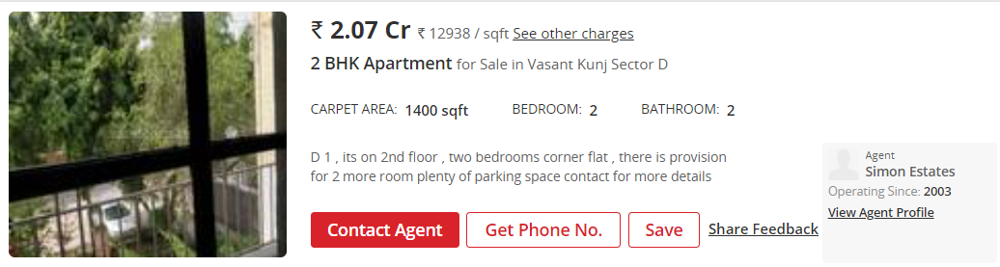 ₹ 2.07 Cr ₹ 12938 / sqft See other charges
2 BHK Apartment for Sale in Vasant Kunj Sector D
CARPET AREA: 1400 sqft BEDROOM: 2 BATHROOM: 2
D 1 , its on 2nd floor , two bedrooms corner flat , there is provision
for 2 more room plenty of parking space contact for more details
Contact Agent Get Phone No. Save Share Feedback
Agent
Simon Estates
Operating Since: 2003
View Agent Profile